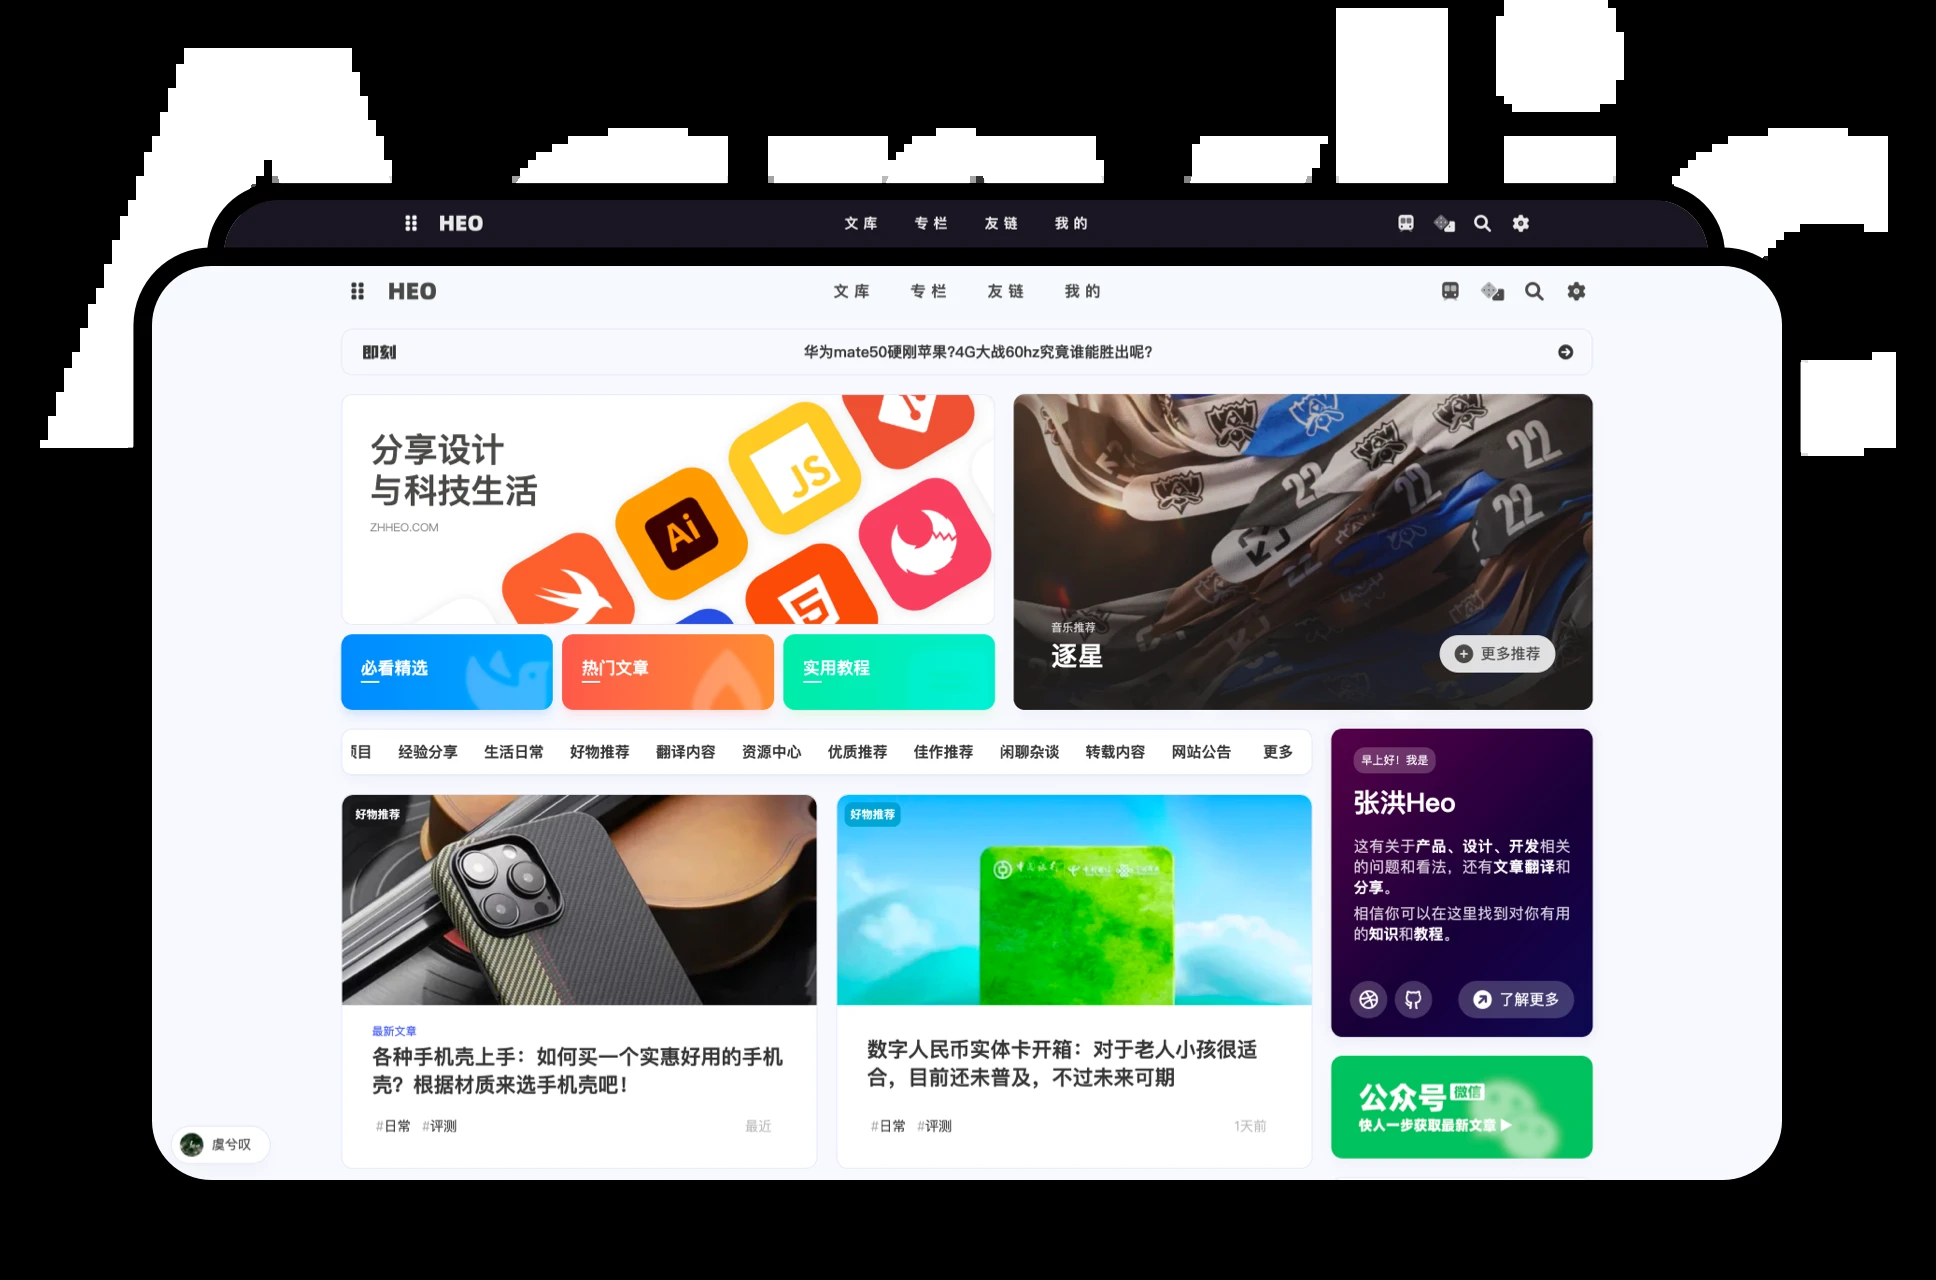 HEO
文库 专栏 友链 我的
HEO
文库 专栏 友链 我的
即刻
华为mate50硬刚苹果?4G大战60hz究竟谁能胜出呢?
分享设计
与科技生活
ZHHEO.COM
Ai
JS
5
22
22
22
22
22
音乐推荐
逐星
更多推荐
必看精选
热门文章
实用教程
项目 经验分享 生活日常 好物推荐 翻译内容 资源中心 优质推荐 佳作推荐 闲聊杂谈 转载内容 网站公告 更多
好物推荐
最新文章
各种手机壳上手：如何买一个实惠好用的手机
壳？根据材质来选手机壳吧！
#日常 #评测
最近
好物推荐
中国银行
数字人民币实体卡开箱：对于老人小孩很适
合，目前还未普及，不过未来可期
#日常 #评测
1天前
早上好！我是
张洪Heo
这有关于产品、设计、开发相关
的问题和看法，还有文章翻译和
分享。
相信你可以在这里找到对你有用
的知识和教程。
了解更多
公众号 微信
快人一步获取最新文章
虞兮叹